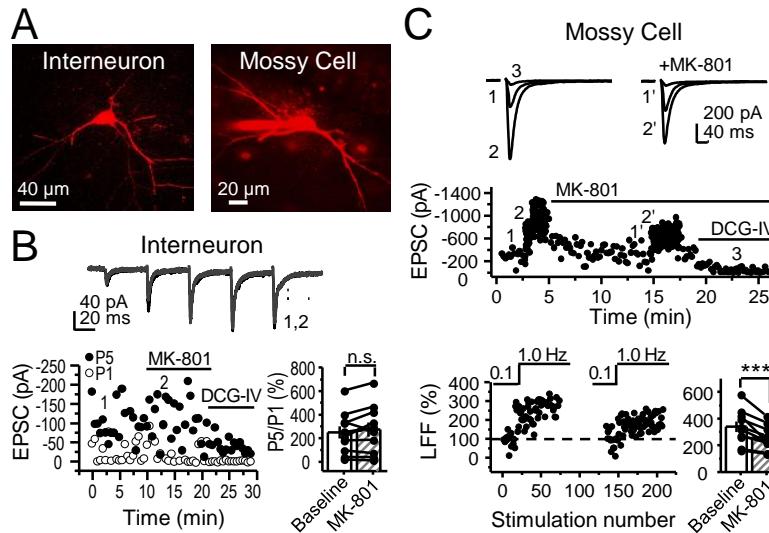 A
Interneuron
40 µm
Mossy Cell
20 µm
B
Interneuron
40 pA
20 ms
1,2
EPSC (pA)
-250
-200
-150
-100
-50
0
P5
P1
MK-801
1
2
DCG-IV
0 5 10 15 20 25 30
Time (min)
P5/P1 (%)
800
600
400
200
0
n.s.
Baseline
MK-801
C
Mossy Cell
3
1
2
+MK-801
1'
2'
200 pA
40 ms
EPSC (pA)
-1400
-1000
-600
-200
0
MK-801
1
2
1'
2'
DCG-IV
3
0 5 10 15 20 25
Time (min)
LFF (%)
400
300
200
100
0
0.1
1.0 Hz
0.1
1.0 Hz
0 50 100 150 200
Stimulation number
600
400
200
0
***
Baseline
MK-801